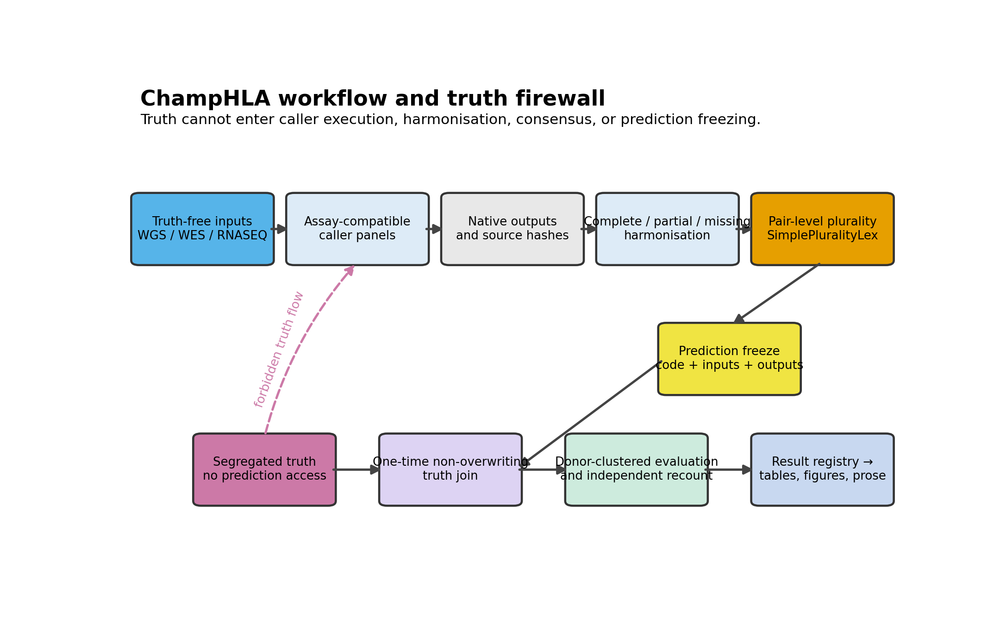 ChampHLA workflow and truth firewall
Truth cannot enter caller execution, harmonisation, consensus, or prediction freezing.
Truth-free inputs
WGS / WES / RNASEQ
Assay-compatible
caller panels
Native outputs
and source hashes
Complete / partial / missing
harmonisation
Pair-level plurality
SimplePluralityLex
forbidden truth flow
Prediction freeze
code + inputs + outputs
Segregated truth
no prediction access
One-time non-overwriting
truth join
Donor-clustered evaluation
and independent recount
Result registry →
tables, figures, prose